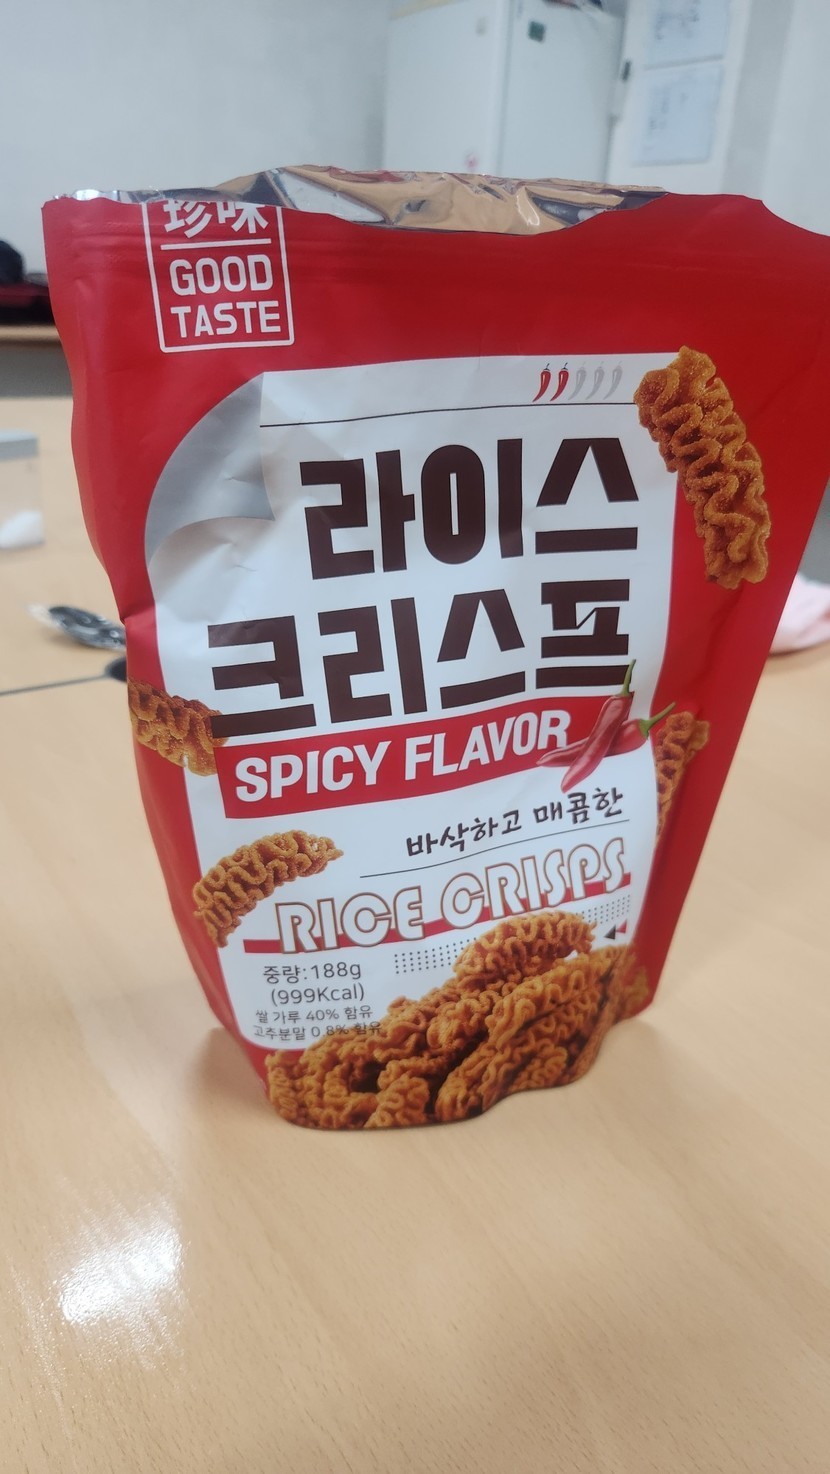 珍味
GOOD
TASTE
라이스
크리스프
SPICY FLAVOR
바삭하고 매콤한
RICE CRISPS
중량:188g
(999Kcal)
쌀가루 40% 함유
고추분말 0.8% 함유